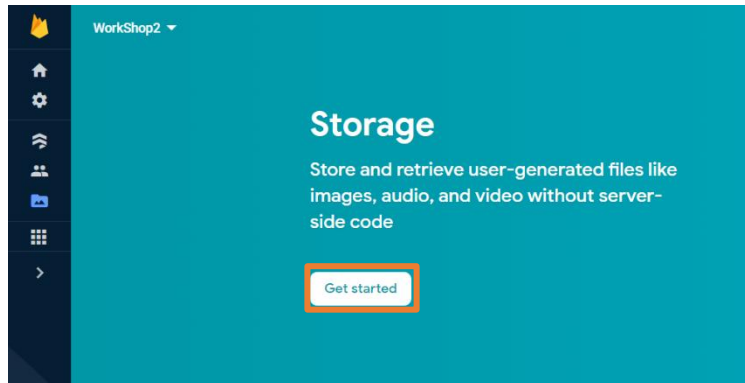 WorkShop2
Storage
Store and retrieve user-generated files like
images, audio, and video without server-
side code
Get started